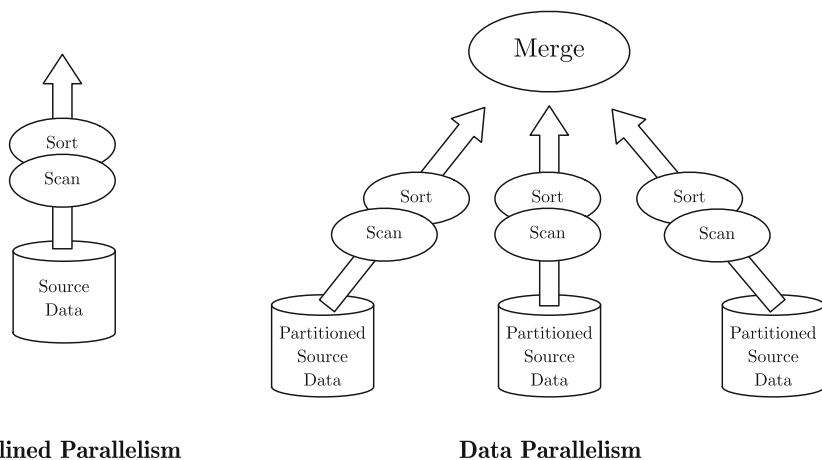 Merge
Sort
Scan
Sort
Scan
Sort
Scan
Sort
Scan
Source
Data
Partitioned
Source
Data
Partitioned
Source
Data
Partitioned
Source
Data
lined Parallelism
Data Parallelism